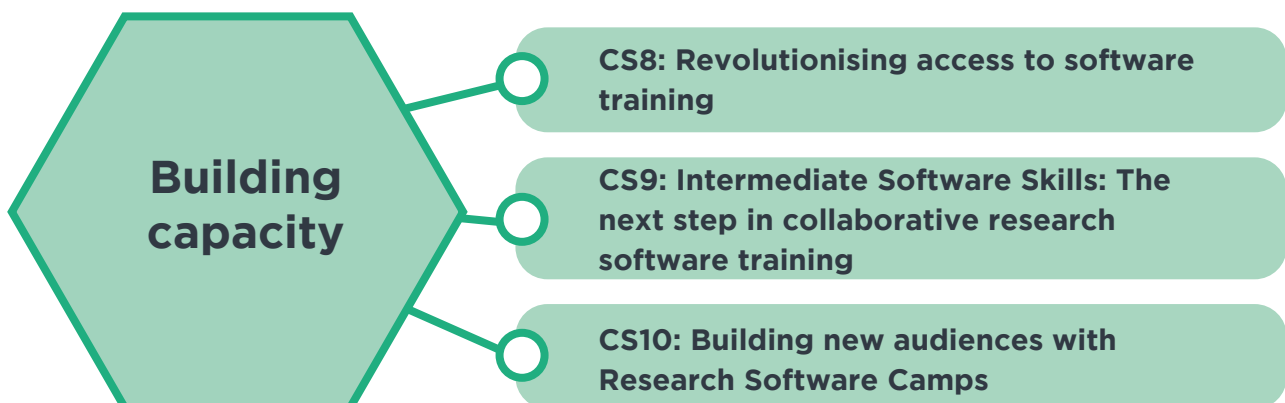 Building
capacity
CS8: Revolutionising access to software
training
CS9: Intermediate Software Skills: The
next step in collaborative research
software training
CS10: Building new audiences with
Research Software Camps